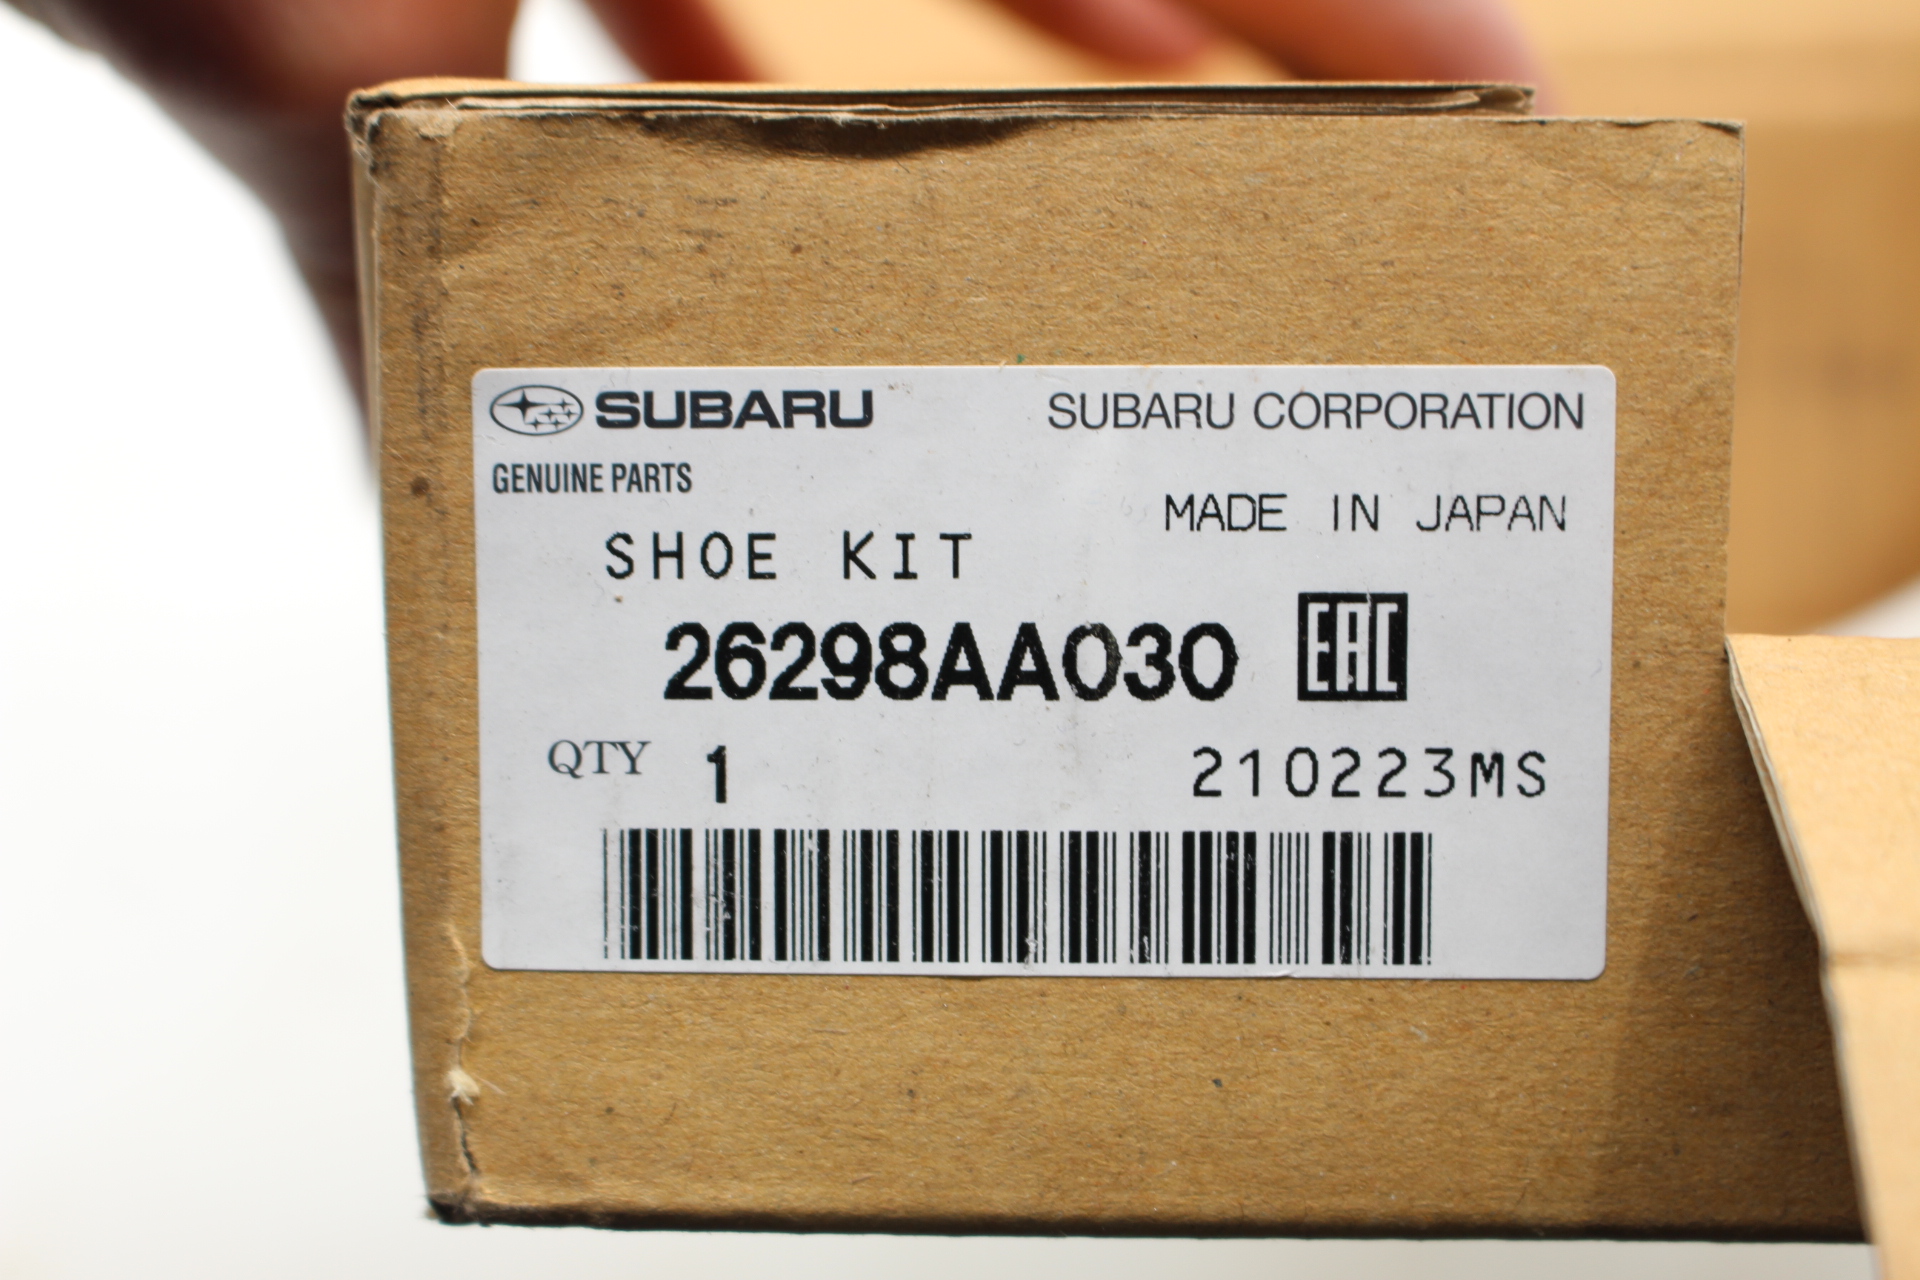 SUBARU SUBARU CORPORATION
GENUINE PARTS
MADE IN JAPAN
SHOE KIT
26298AA030 EAC
QTY 1 210223MS